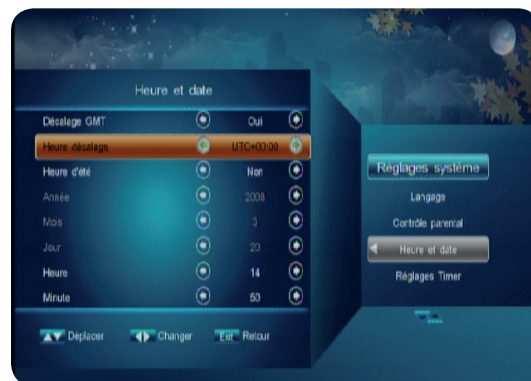 Heure et date
Décalage GMT Oui
Heure décalage UTC+00:00
Heure d'été Non
Année 2008
Mois 3
Jour 20
Heure 14
Minute 50
Déplacer Changer Exit Retour
Réglages système
Langage
Contrôle parental
Heure et date
Réglages Timer